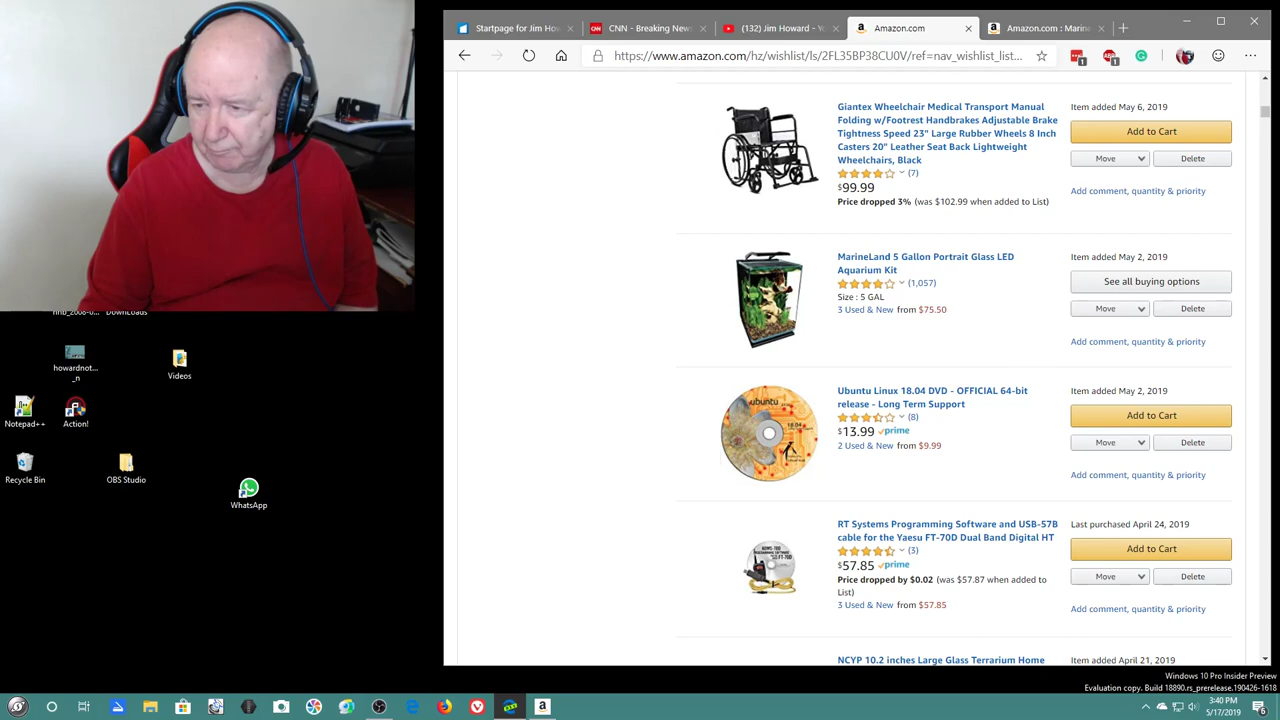 Startpage for Jim Ho
CNN - Breaking News
(132) Jim Howard - Y
Amazon.com
Amazon.com : Marine
https://www.amazon.com/hz/wishlist/ls/2FL35BP38CU0V/ref=nav_wishlist_list...
1
1
Giantex Wheelchair Medical Transport Manual
Folding w/Footrest Handbrakes Adjustable Brake
Tightness Speed 23" Large Rubber Wheels 8 Inch
Casters 20" Leather Seat Back Lightweight
Wheelchairs, Black
(7)
$99.99
Price dropped 3% (was $102.99 when added to List)
Item added May 6, 2019
Add to Cart
Move
Delete
Add comment, quantity & priority
MarineLand 5 Gallon Portrait Glass LED
Aquarium Kit
(1,057)
Size : 5 GAL
3 Used & New from $75.50
Item added May 2, 2019
See all buying options
Move
Delete
Add comment, quantity & priority
ubuntu
18.04
Ubuntu Linux 18.04 DVD - OFFICIAL 64-bit
release - Long Term Support
(8)
$13.99 prime
2 Used & New from $9.99
Item added May 2, 2019
Add to Cart
Move
Delete
Add comment, quantity & priority
RT Systems Programming Software and USB-57B
cable for the Yaesu FT-70D Dual Band Digital HT
(3)
$57.85 prime
Price dropped by $0.02 (was $57.87 when added to
List)
3 Used & New from $57.85
Last purchased April 24, 2019
Add to Cart
Move
Delete
Add comment, quantity & priority
NCYP 10.2 inches Large Glass Terrarium Home
Item added April 21, 2019
DownLoads
howardnot...
_n
Videos
Notepad++
Action!
Recycle Bin
OBS Studio
WhatsApp
Windows 10 Pro Insider Preview
Evaluation copy. Build 18890.rs_prerelease.190426-1618
3:40 PM
5/17/2019
6